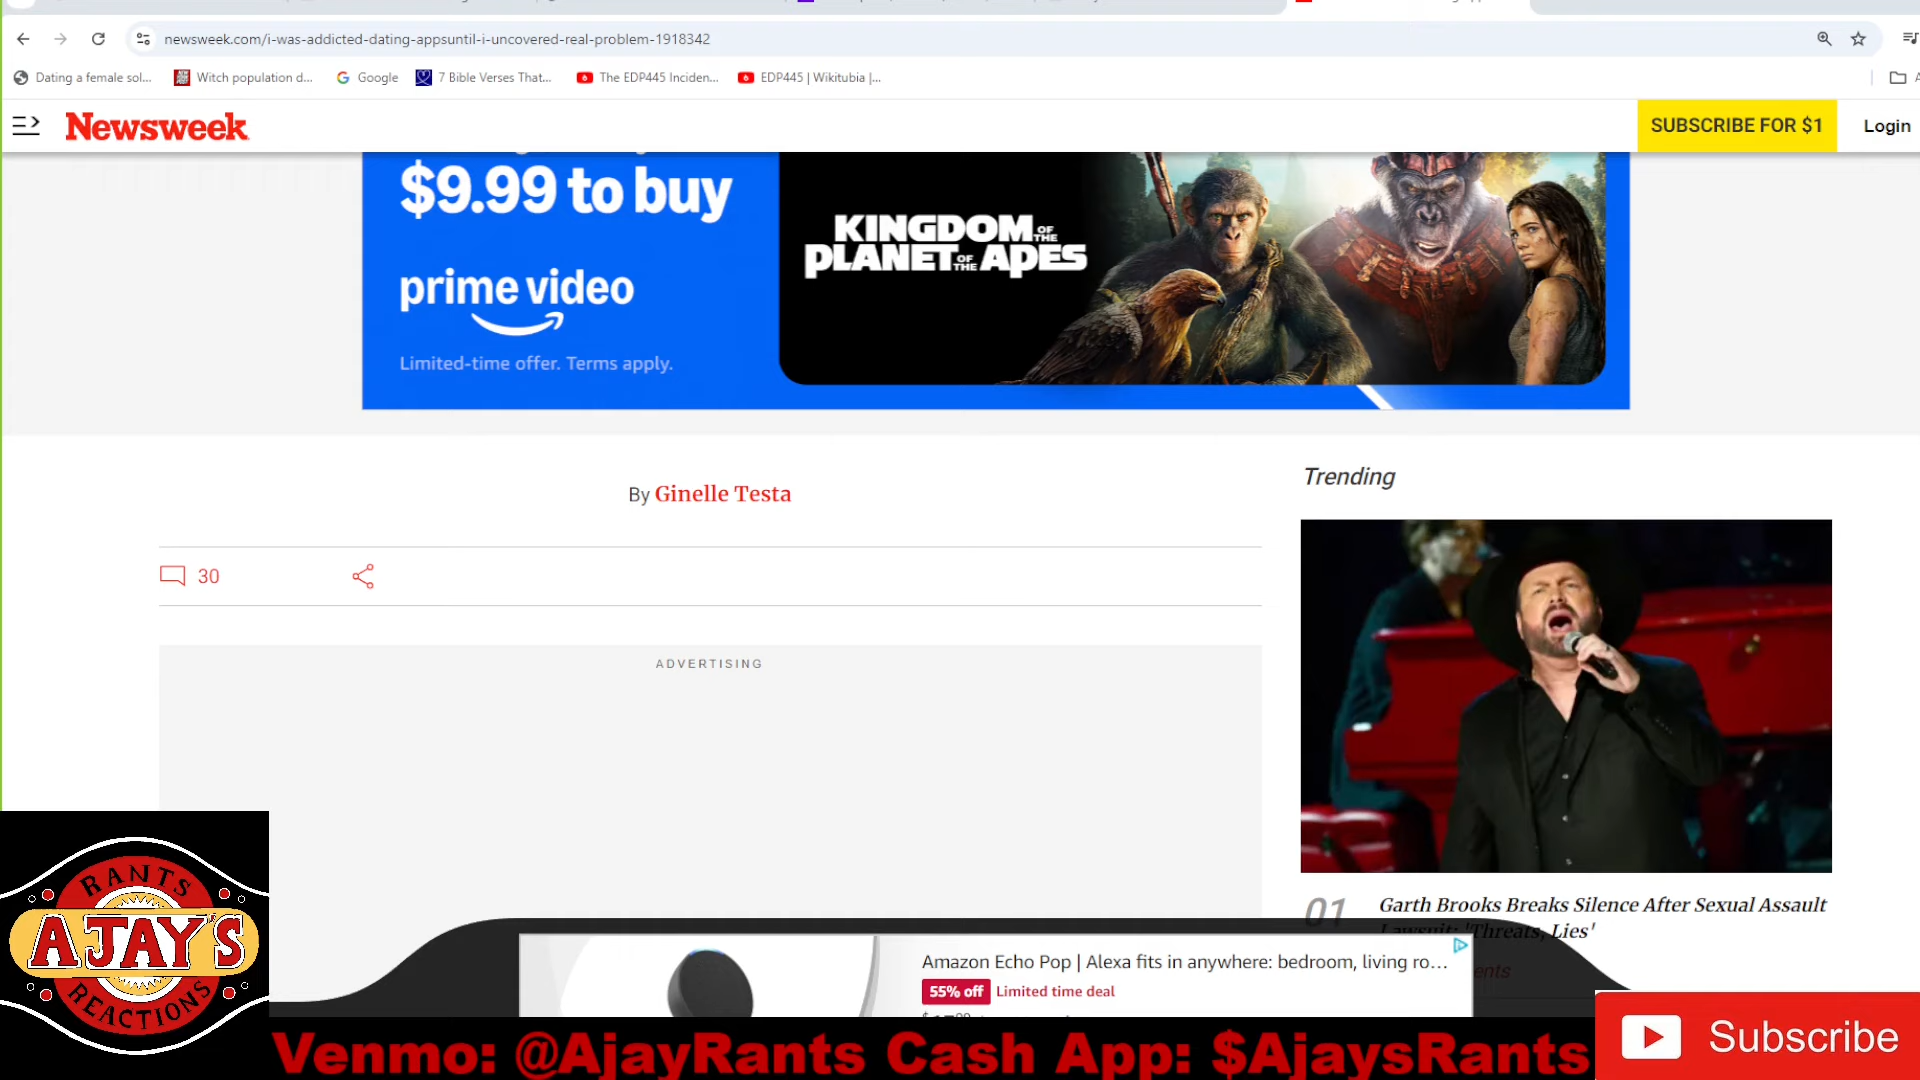 newsweek.com/i-was-addicted-dating-appsuntil-i-uncovered-real-problem-1918342
Dating a female sol... Witch population d... Google 7 Bible Verses That... The EDP445 Inciden... EDP445 | Wikitubia |...
Newsweek
SUBSCRIBE FOR $1
Login
$9.99 to buy
prime video
Limited-time offer. Terms apply.
KINGDOM OF THE
PLANET OF THE APES
By Ginelle Testa
30
ADVERTISING
Trending
01
Garth Brooks Breaks Silence After Sexual Assault
Lawsuit: 'Threats, Lies'
Amazon Echo Pop | Alexa fits in anywhere: bedroom, living ro...
55% off Limited time deal
RANTS
AJAY'S
REACTIONS
Venmo: @AjayRants Cash App: $AjaysRants
Subscribe